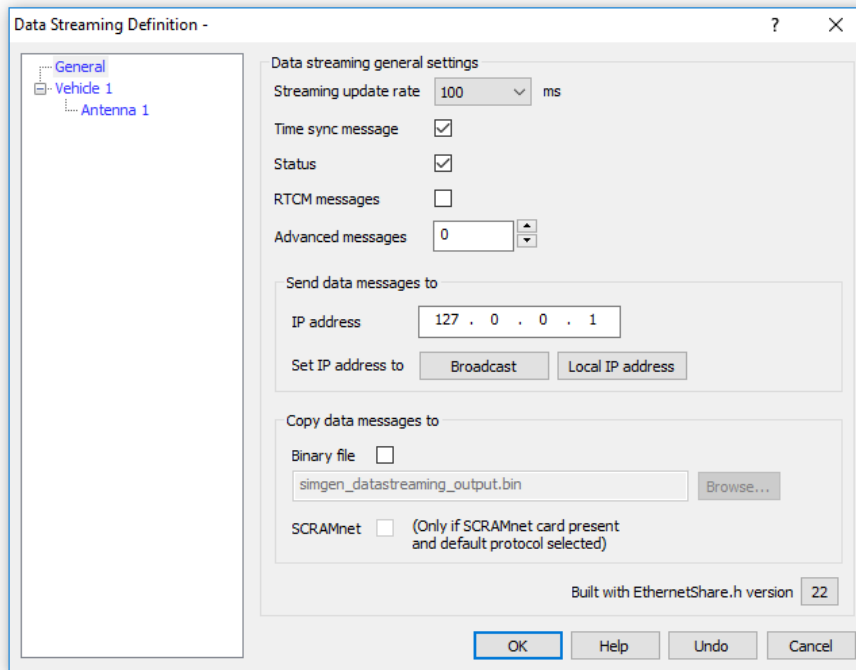 Data Streaming Definition -
?
General
Vehicle 1
Antenna 1
Data streaming general settings
Streaming update rate 100 ms
Time sync message
Status
RTCM messages
Advanced messages 0
Send data messages to
IP address 127 . 0 . 0 . 1
Set IP address to Broadcast Local IP address
Copy data messages to
Binary file
simgen_datastreaming_output.bin Browse...
SCRAMnet (Only if SCRAMnet card present
and default protocol selected)
Built with EthernetShare.h version 22
OK Help Undo Cancel